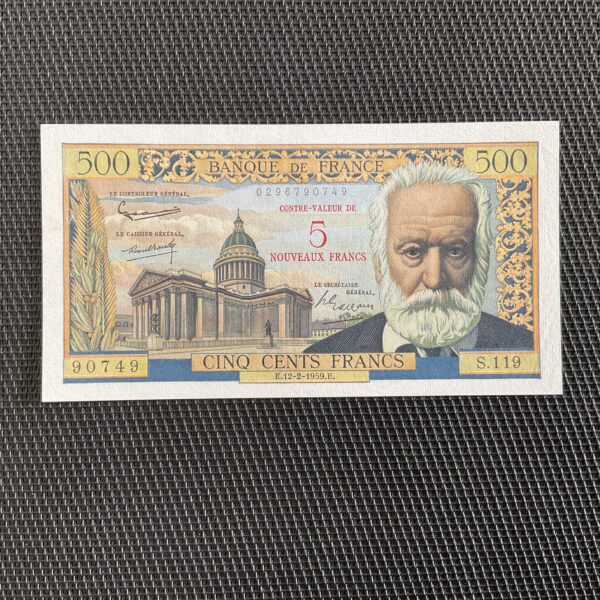 500 BANQUE DE FRANCE 500
0296790749
LE CONTROLEUR GÉNÉRAL,
CONTRE-VALEUR DE
5
NOUVEAUX FRANCS
LE CAISSIER GÉNÉRAL,
LE SECRÉTAIRE
GÉNÉRAL,
90749 CINQ CENTS FRANCS S.119
E.12-2-1959.E.